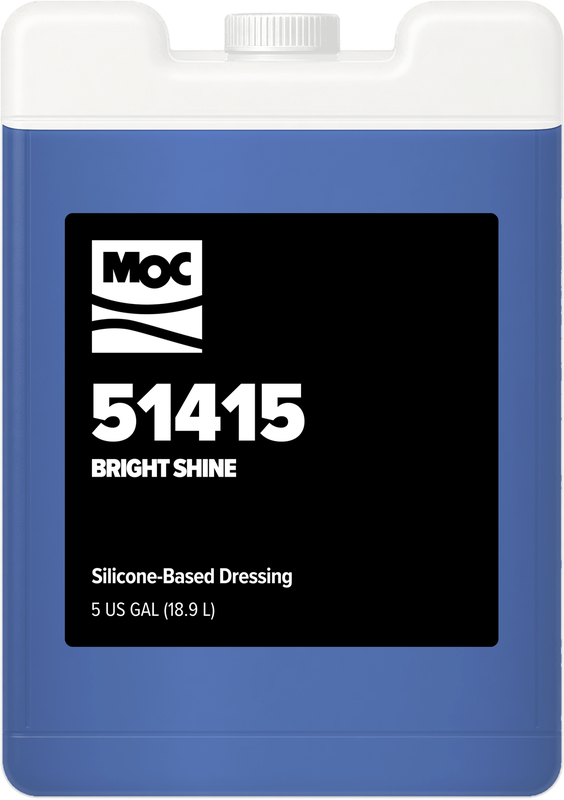 MOC
51415
BRIGHT SHINE
Silicone-Based Dressing
5 US GAL (18.9 L)